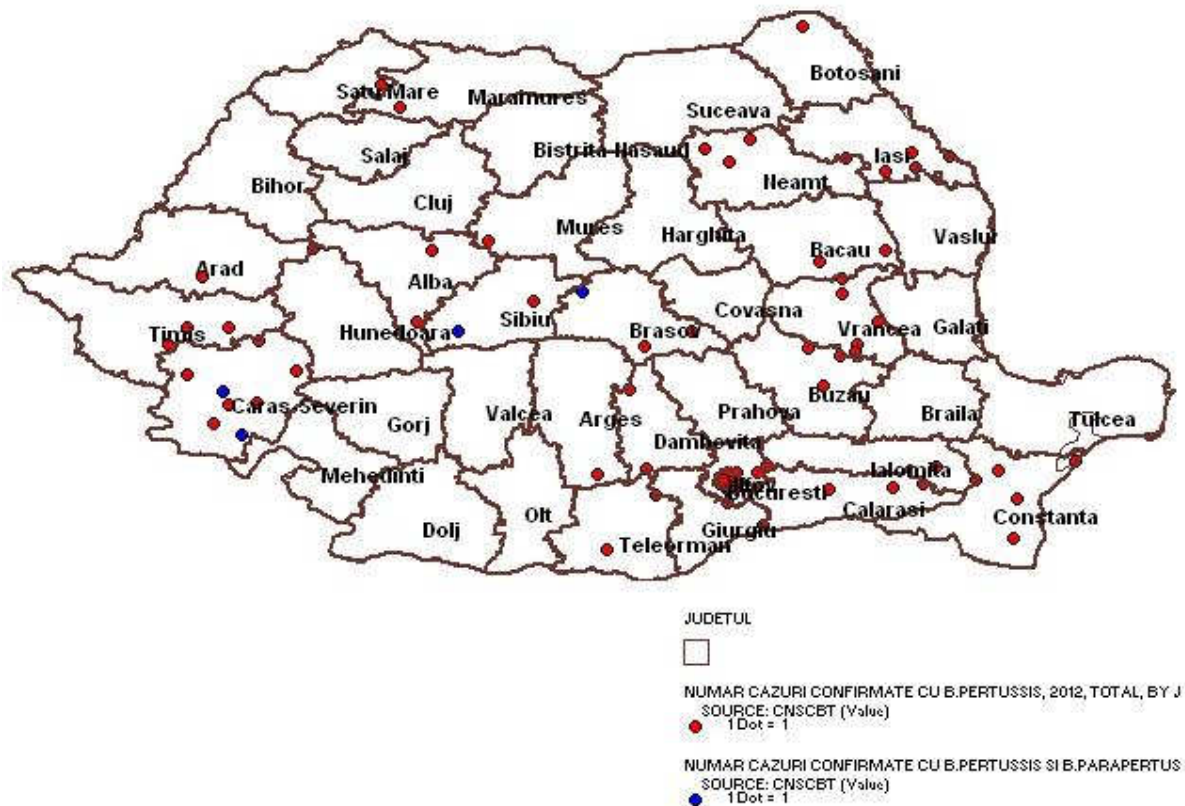 Botosani
Satu Mare
Maramures
Suceava
Salaj
Bistrita-Nasaud
Iasi
Bihor
Neamt
Cluj
Mures
Harghita
Bacau
Vaslui
Arad
Alba
Covasna
Timis
Hunedoara
Sibiu
Brasov
Vrancea
Galati
Caras-Severin
Gorj
Valcea
Arges
Prahova
Buzau
Braila
Tulcea
Dambovita
Mehedinti
Ialomita
Ilfov
Bucuresti
Calarasi
Constanta
Dolj
Olt
Giurgiu
Teleorman
JUDETUL
NUMAR CAZURI CONFIRMATE CU B.PERTUSSIS, 2012, TOTAL, BY J
SOURCE: CNSCBT (Value)
1 Dot = 1
NUMAR CAZURI CONFIRMATE CU B.PERTUSSIS SI B.PARAPERTUS
SOURCE: CNSCBT (Value)
1 Dot = 1